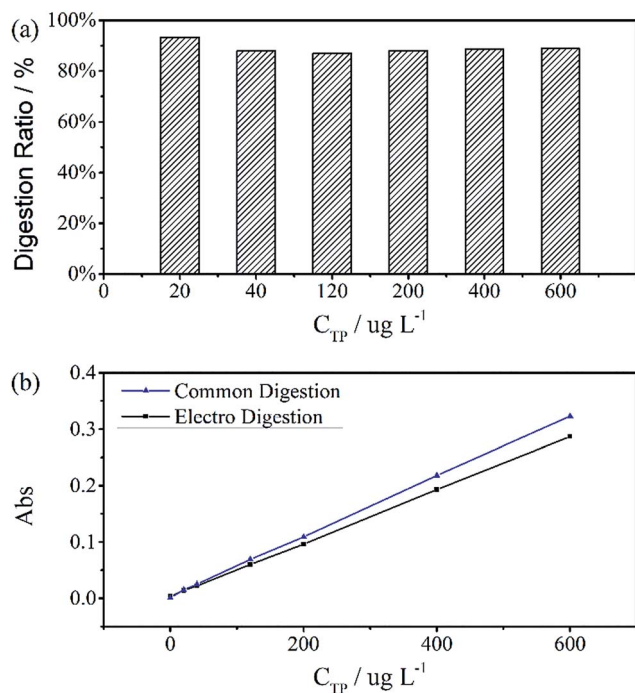 (a)
Digestion Ratio / %
100%
80%
60%
40%
20%
0%
0 20 40 120 200 400 600
C_TP / ug L^-1
(b)
Abs
0.4
0.3
0.2
0.1
0.0
Common Digestion
Electro Digestion
0 200 400 600
C_TP / ug L^-1